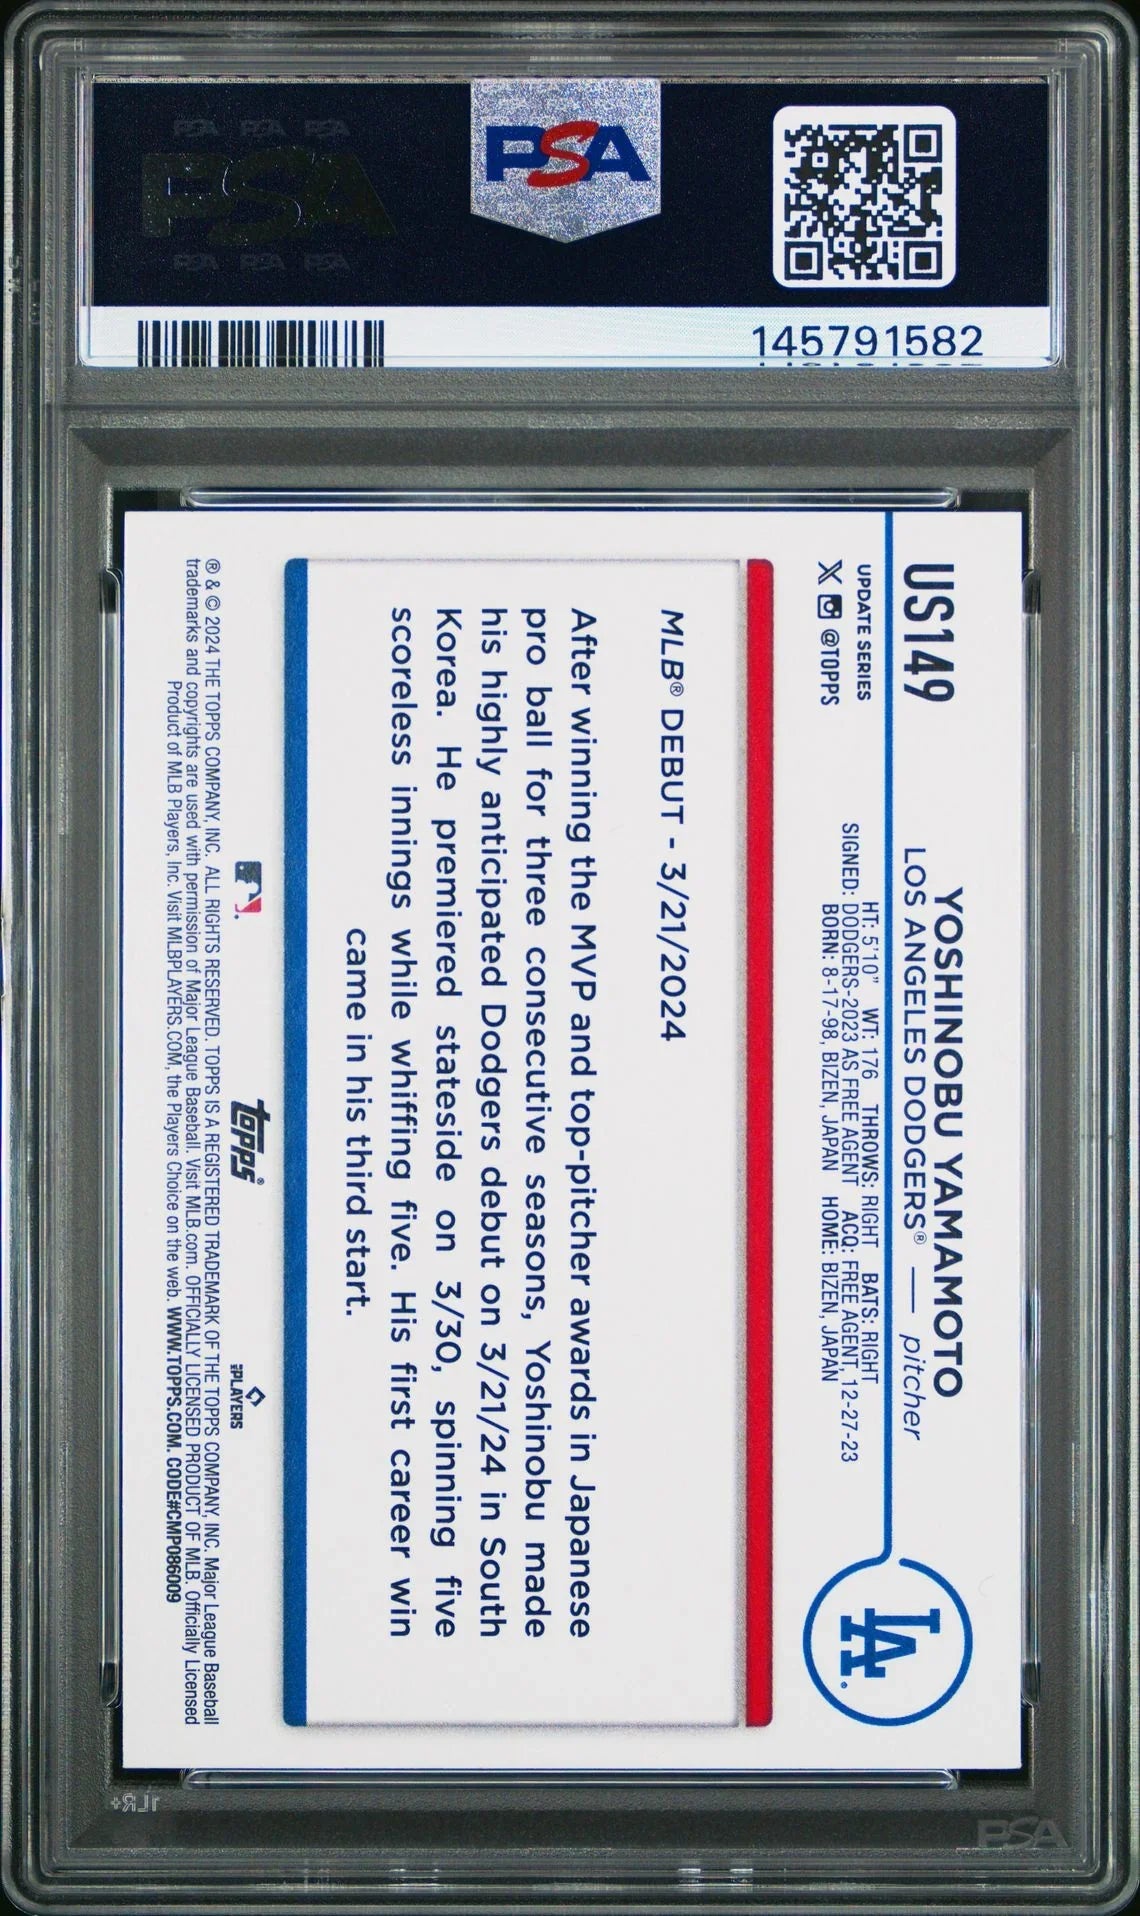 PSA PSA PSA
PSA
PSA PSA PSA
PSA
145791582
US149
YOSHINOBU YAMAMOTO
LOS ANGELES DODGERS® — pitcher
UPDATE SERIES
X @TOPPS
HT: 5'10" WT: 176 THROWS: RIGHT BATS: RIGHT
SIGNED: DODGERS-2023 AS FREE AGENT ACQ: FREE AGENT, 12-27-23
BORN: 8-17-98, BIZEN, JAPAN HOME: BIZEN, JAPAN
LA
MLB® DEBUT - 3/21/2024
After winning the MVP and top-pitcher awards in Japanese
pro ball for three consecutive seasons, Yoshinobu made
his highly anticipated Dodgers debut on 3/21/24 in South
Korea. He premiered stateside on 3/30, spinning five
scoreless innings while whiffing five. His first career win
came in his third start.
topps®
PLAYERS
® & © 2024 THE TOPPS COMPANY, INC. ALL RIGHTS RESERVED. TOPPS IS A REGISTERED TRADEMARK OF THE TOPPS COMPANY, INC. Major League Baseball
trademarks and copyrights are used with permission of Major League Baseball. Visit MLB.com. OFFICIALLY LICENSED PRODUCT OF MLB. Officially Licensed
Product of MLB Players, Inc. Visit MLBPLAYERS.COM, the Players Choice on the web. WWW.TOPPS.COM. CODE#CMP086009
PSA